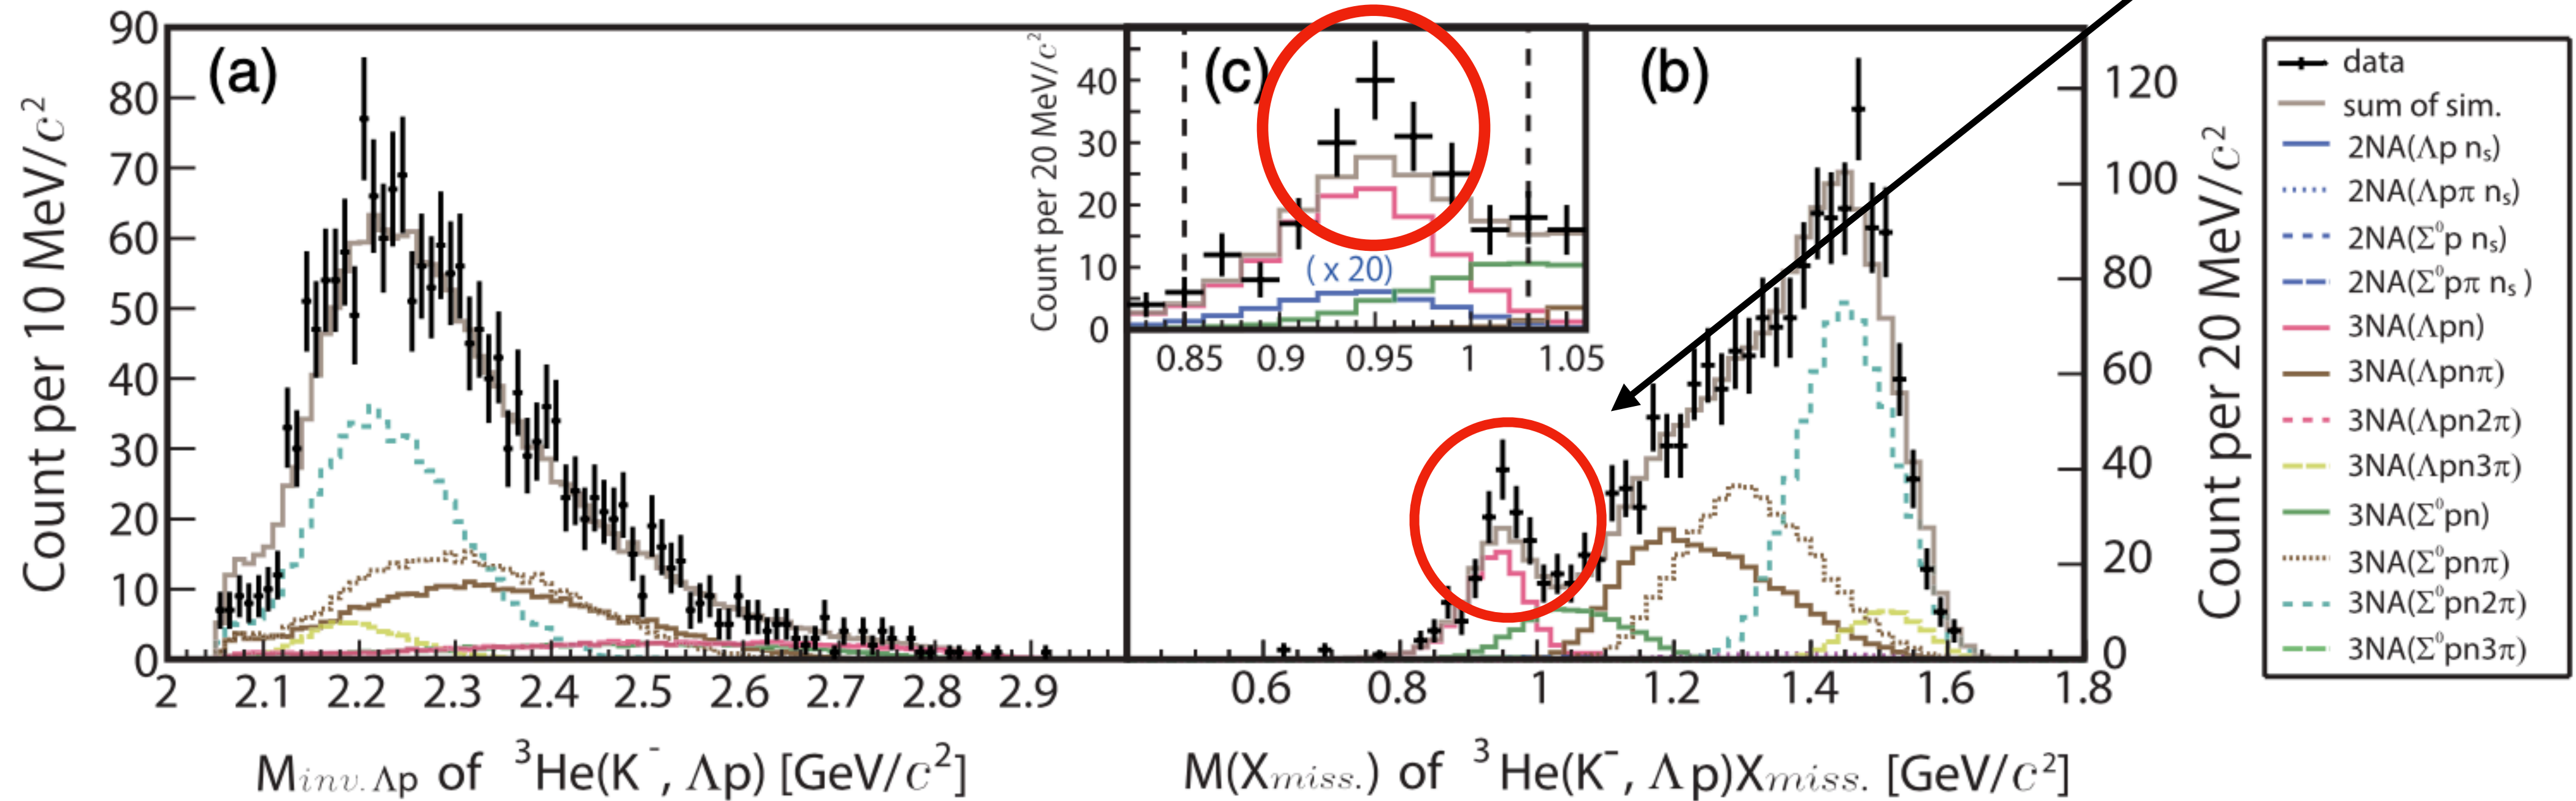 (a)
90
80
70
60
50
40
30
20
10
0
Count per 10 MeV/c²
2 2.1 2.2 2.3 2.4 2.5 2.6 2.7 2.8 2.9
M inv. Λp of ³He(K⁻, Λp) [GeV/c²]
(c)
Count per 20 MeV/c²
40
30
20
10
0
( x 20)
0.85 0.9 0.95 1 1.05
(b)
120
100
80
60
40
20
0
Count per 20 MeV/c²
0.6 0.8 1 1.2 1.4 1.6 1.8
M(Xmiss.) of ³He(K⁻, Λp)Xmiss. [GeV/c²]
data
sum of sim.
2NA(Λp nₛ)
2NA(Λpπ nₛ)
2NA(Σ⁰p nₛ)
2NA(Σ⁰pπ nₛ )
3NA(Λpn)
3NA(Λpnπ)
3NA(Λpn2π)
3NA(Λpn3π)
3NA(Σ⁰pn)
3NA(Σ⁰pnπ)
3NA(Σ⁰pn2π)
3NA(Σ⁰pn3π)